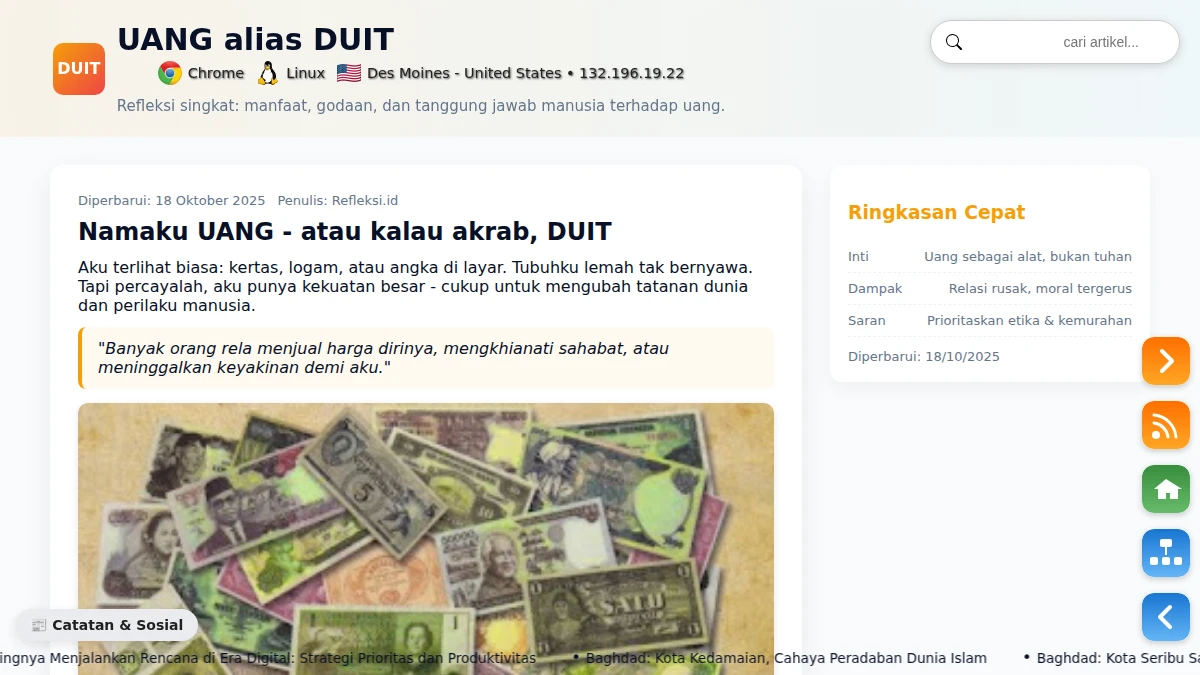 UANG alias DUIT
DUIT
Chrome Linux Des Moines - United States • 132.196.19.22
Refleksi singkat: manfaat, godaan, dan tanggung jawab manusia terhadap uang.
cari artikel...
Diperbarui: 18 Oktober 2025 Penulis: Refleksi.id
Namaku UANG - atau kalau akrab, DUIT
Aku terlihat biasa: kertas, logam, atau angka di layar. Tubuhku lemah tak bernyawa.
Tapi percayalah, aku punya kekuatan besar - cukup untuk mengubah tatanan dunia
dan perilaku manusia.
"Banyak orang rela menjual harga dirinya, mengkhianati sahabat, atau
meninggalkan keyakinan demi aku."
Ringkasan Cepat
Inti Uang sebagai alat, bukan tuhan
Dampak Relasi rusak, moral tergerus
Saran Prioritaskan etika & kemurahan
Diperbarui: 18/10/2025
5
50000
1
SATU
1
1
Catatan & Sosial
ingnya Menjalankan Rencana di Era Digital: Strategi Prioritas dan Produktivitas • Baghdad: Kota Kedamaian, Cahaya Peradaban Dunia Islam • Baghdad: Kota Seribu Sa